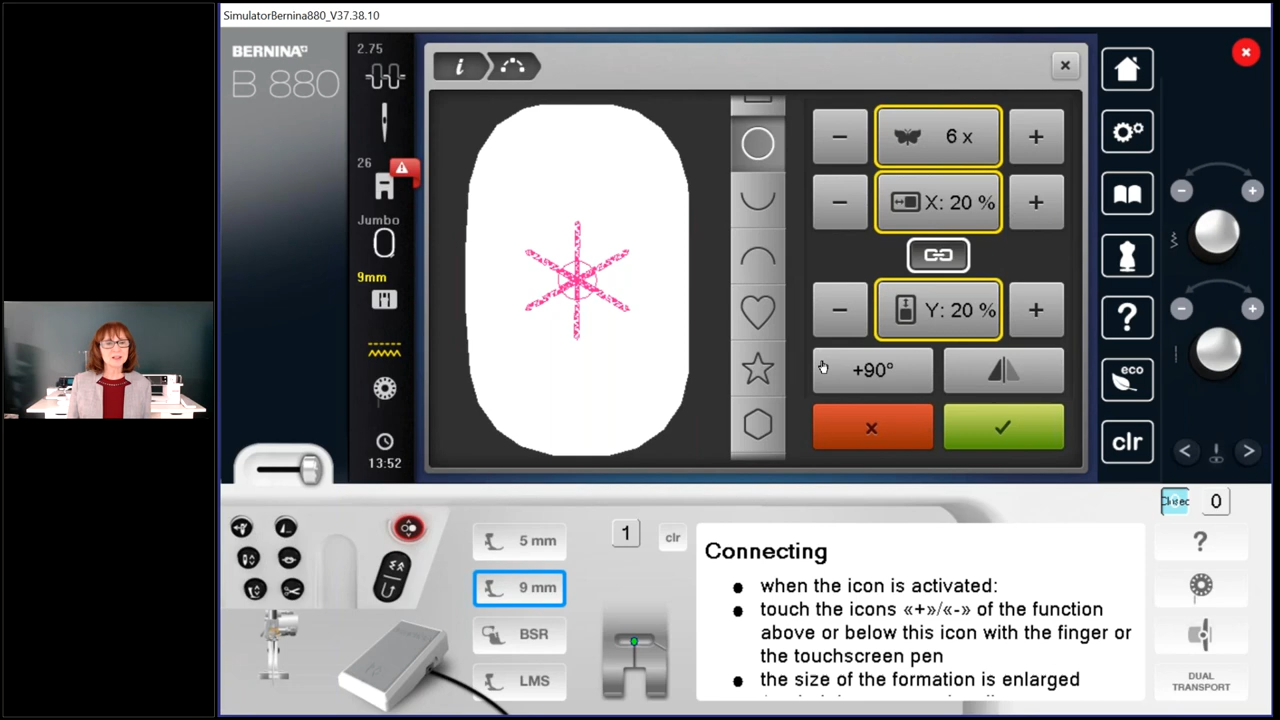 SimulatorBernina880_V37.38.10
BERNINA
B 880
2.75
26
Jumbo
9mm
13:52
i
6 x
X: 20 %
Y: 20 %
+90°
eco
clr
Closed
0
1
clr
5 mm
9 mm
BSR
LMS
Connecting
● when the icon is activated:
● touch the icons «+»/«-» of the function
above or below this icon with the finger or
the touchscreen pen
● the size of the formation is enlarged
DUAL
TRANSPORT